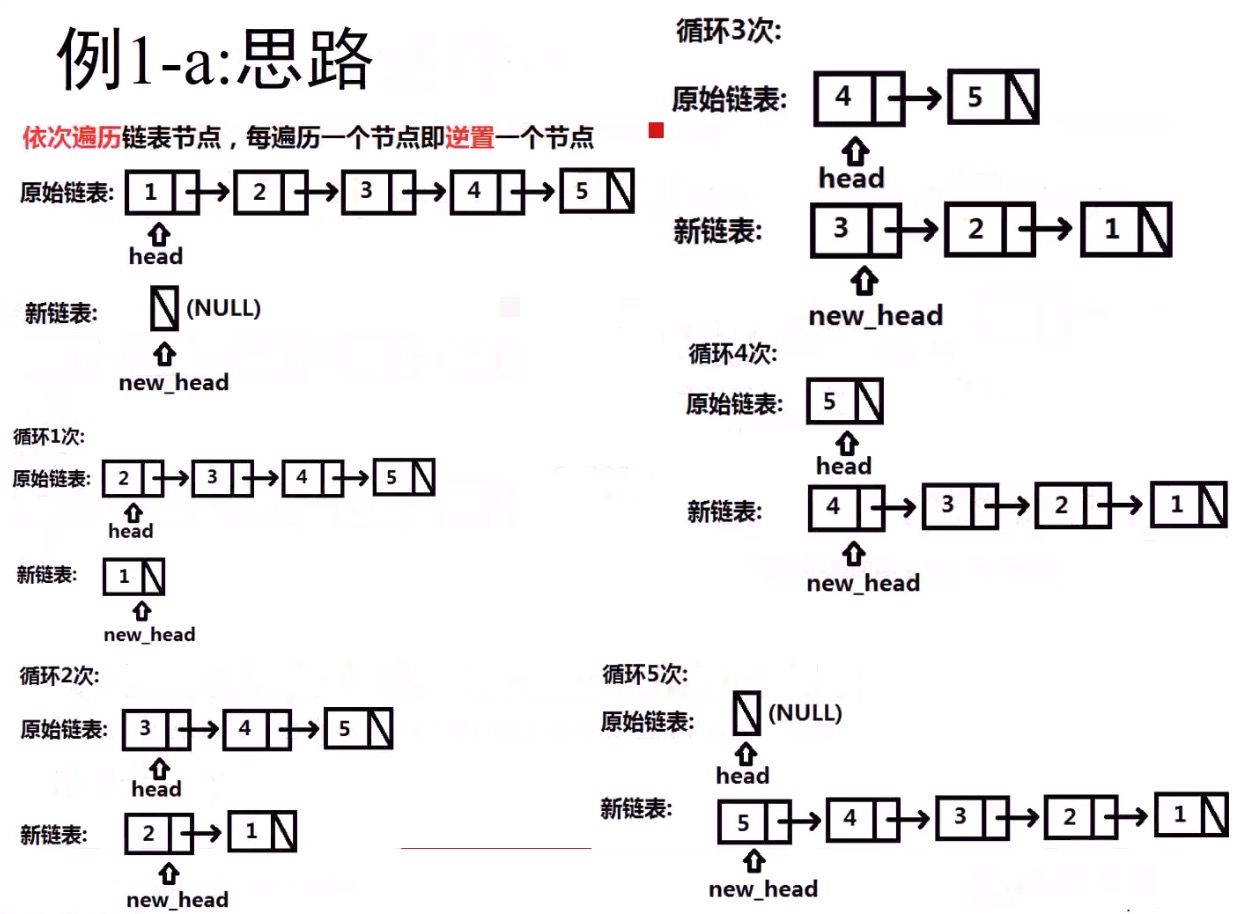 例1-a:思路
依次遍历链表节点，每遍历一个节点即逆置一个节点
原始链表: 1 2 3 4 5
head
新链表: (NULL)
new_head
循环1次:
原始链表: 2 3 4 5
head
新链表: 1
new_head
循环2次:
原始链表: 3 4 5
head
新链表: 2 1
new_head
循环3次:
原始链表: 4 5
head
新链表: 3 2 1
new_head
循环4次:
原始链表: 5
head
新链表: 4 3 2 1
new_head
循环5次:
原始链表: (NULL)
head
新链表: 5 4 3 2 1
new_head